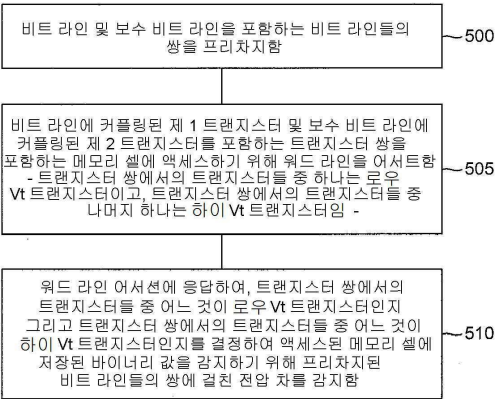 비트 라인 및 보수 비트 라인을 포함하는 비트 라인들의
쌍을 프리차지함
500
비트 라인에 커플링된 제 1 트랜지스터 및 보수 비트 라인에
커플링된 제 2 트랜지스터를 포함하는 트랜지스터 쌍을
포함하는 메모리 셀에 액세스하기 위해 워드 라인을 어서트함
- 트랜지스터 쌍에서의 트랜지스터들 중 하나는 로우
Vt 트랜지스터이고, 트랜지스터 쌍에서의 트랜지스터들 중
나머지 하나는 하이 Vt 트랜지스터임 -
505
워드 라인 어서션에 응답하여, 트랜지스터 쌍에서의
트랜지스터들 중 어느 것이 로우 Vt 트랜지스터인지
그리고 트랜지스터 쌍에서의 트랜지스터들 중 어느 것이
하이 Vt 트랜지스터인지를 결정하여 액세스된 메모리 셀에
저장된 바이너리 값을 감지하기 위해 프리차지된
비트 라인들의 쌍에 걸친 전압 차를 감지함
510